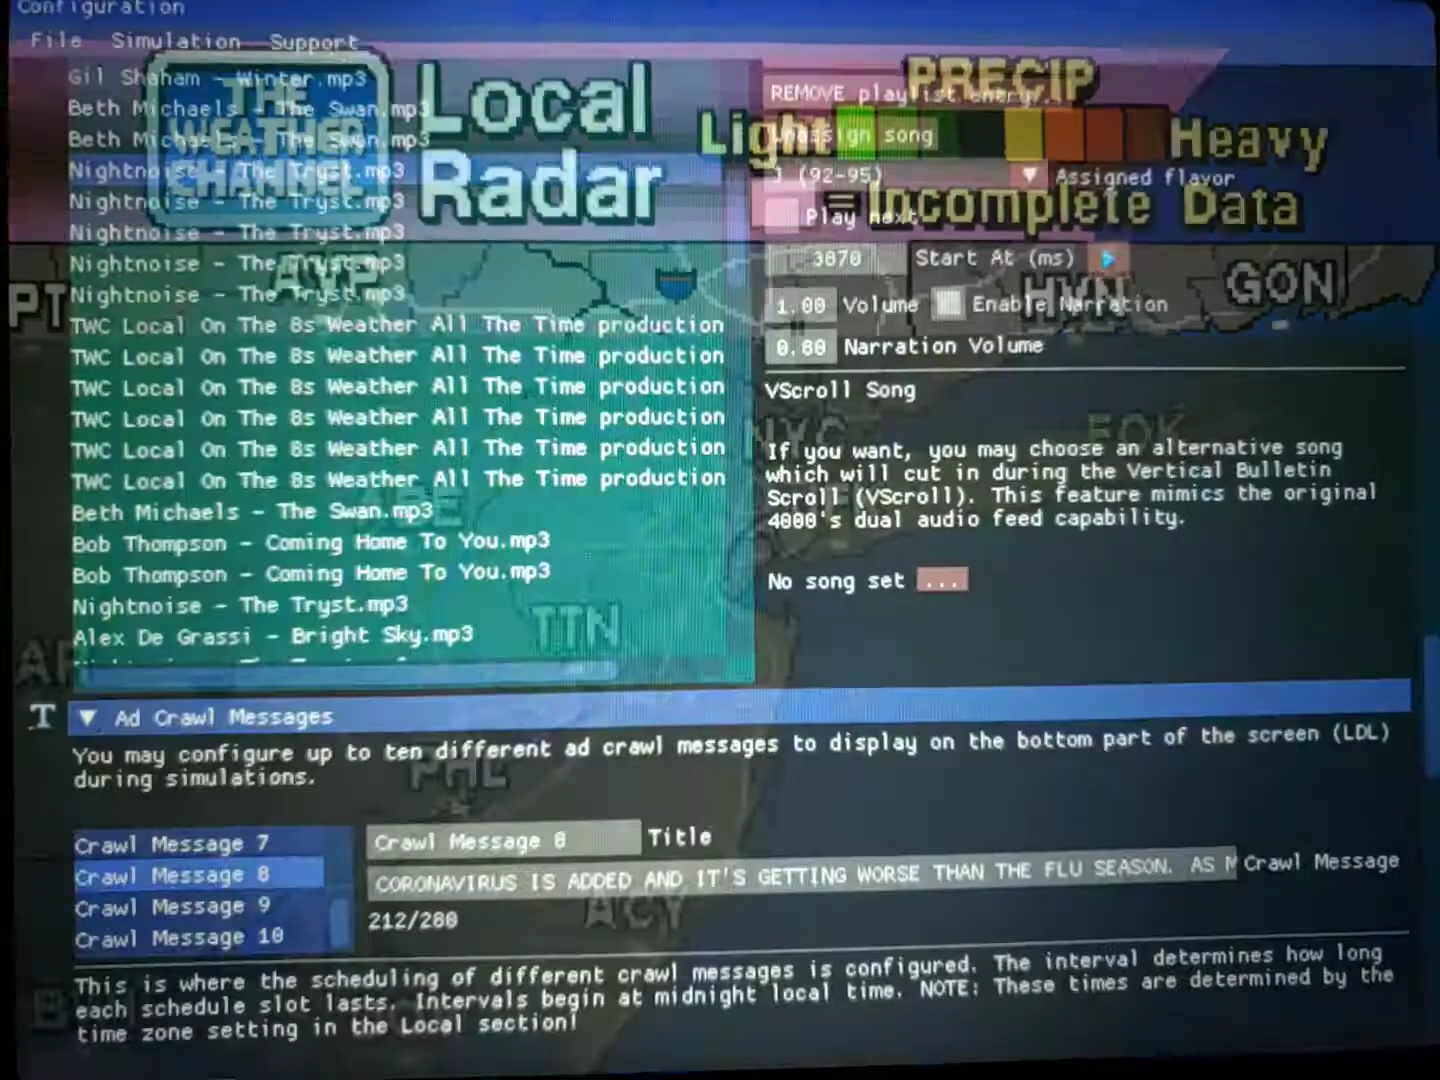 Configuration
File Simulation Support
Gil Shaham - Winter.mp3
Beth Michaels - The Swan.mp3
Beth Michaels - The Swan.mp3
Nightnoise - The Tryst.mp3
Nightnoise - The Tryst.mp3
Nightnoise - The Tryst.mp3
Nightnoise - The Tryst.mp3
Nightnoise - The Tryst.mp3
TWC Local On The 8s Weather All The Time production
TWC Local On The 8s Weather All The Time production
TWC Local On The 8s Weather All The Time production
TWC Local On The 8s Weather All The Time production
TWC Local On The 8s Weather All The Time production
TWC Local On The 8s Weather All The Time production
Beth Michaels - The Swan.mp3
Bob Thompson - Coming Home To You.mp3
Bob Thompson - Coming Home To You.mp3
Nightnoise - The Tryst.mp3
Alex De Grassi - Bright Sky.mp3
THE
WEATHER
CHANNEL
Local
Radar
PRECIP
Light
Heavy
= Incomplete Data
REMOVE playlist entry
Unassign song
(92-95)
Assigned flavor
Play next
3070 Start At (ms)
1.00 Volume Enable Narration
0.80 Narration Volume
VScroll Song
If you want, you may choose an alternative song
which will cut in during the Vertical Bulletin
Scroll (VScroll). This feature mimics the original
4000's dual audio feed capability.
No song set ...
AVP
HVN
GON
NYC
FOK
ABE
TTN
PHL
ACY
T
Ad Crawl Messages
You may configure up to ten different ad crawl messages to display on the bottom part of the screen (LDL)
during simulations.
Crawl Message 7
Crawl Message 8
Crawl Message 9
Crawl Message 10
Crawl Message 8 Title
CORONAVIRUS IS ADDED AND IT'S GETTING WORSE THAN THE FLU SEASON. AS M Crawl Message
212/280
This is where the scheduling of different crawl messages is configured. The interval determines how long
each schedule slot lasts. Intervals begin at midnight local time. NOTE: These times are determined by the
time zone setting in the Local section!